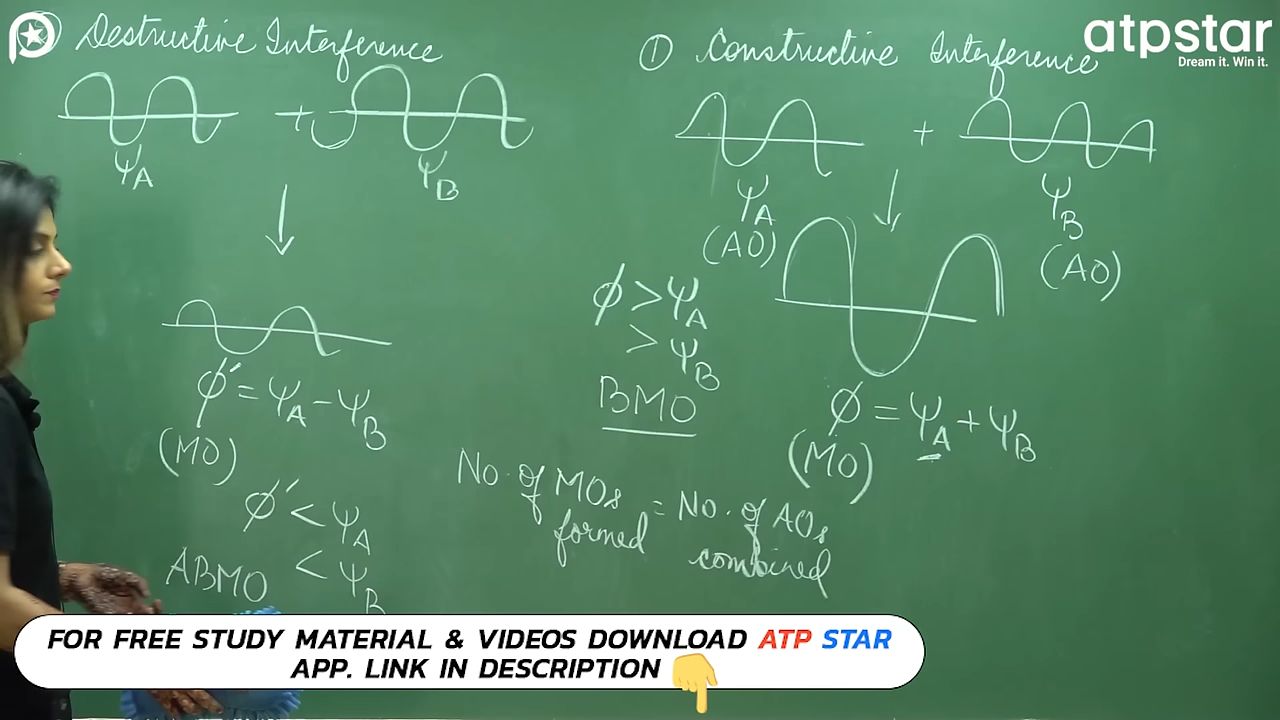 Destructive Interference
+
ΨA
ΨB
φ' = ΨA - ΨB
(MO)
φ' < ΨA
< ΨB
ABMO
① Constructive Interference
+
ΨA
(AO)
ΨB
(AO)
φ > ΨA
> ΨB
BMO
φ = ΨA + ΨB
(MO)
No. of MOs formed = No. of AOs combined
atpstar
Dream it. Win it.
FOR FREE STUDY MATERIAL & VIDEOS DOWNLOAD ATP STAR
APP. LINK IN DESCRIPTION